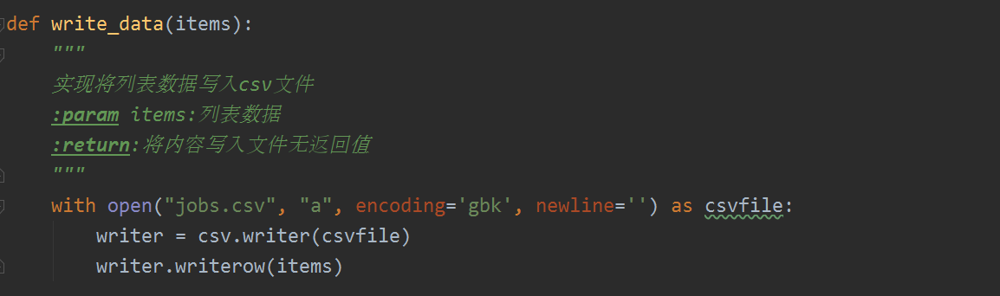 def write_data(items):
    """
    实现将列表数据写入csv文件
    :param items:列表数据
    :return:将内容写入文件无返回值
    """
    with open("jobs.csv", "a", encoding='gbk', newline='') as csvfile:
        writer = csv.writer(csvfile)
        writer.writerow(items)